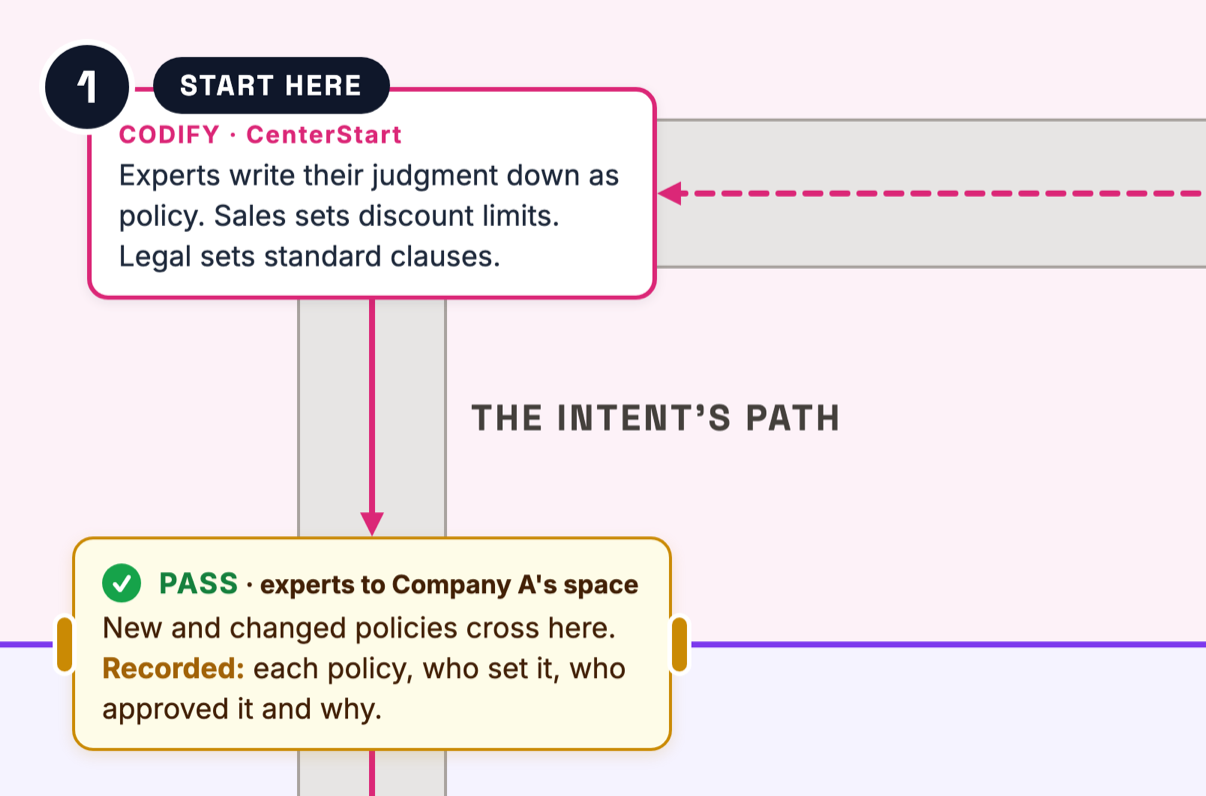 1
START HERE
CODIFY · CenterStart
Experts write their judgment down as
policy. Sales sets discount limits.
Legal sets standard clauses.
THE INTENT’S PATH
PASS · experts to Company A's space
New and changed policies cross here.
Recorded: each policy, who set it, who
approved it and why.